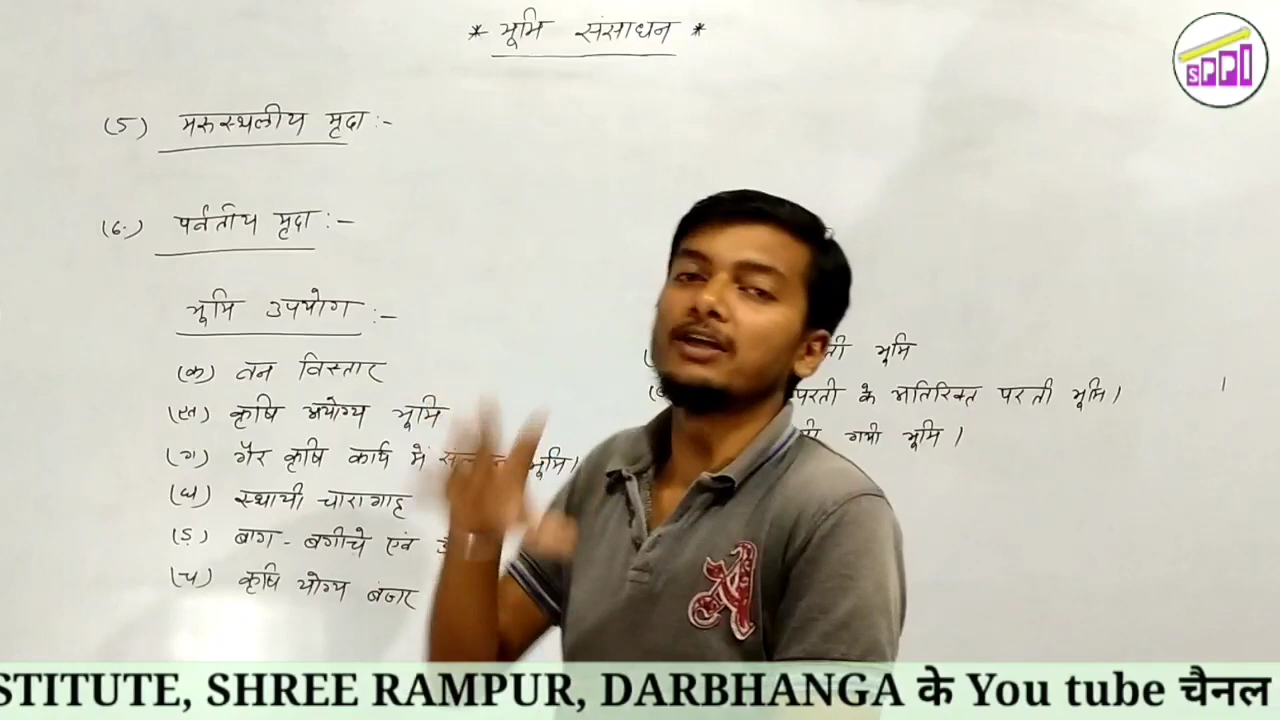 * भूमि संसाधन *
SPPI
(5) मरूस्थलीय मृदा :-
(6.) पर्वतीय मृदा :-
भूमि उपयोग :-
(क) वन विस्तार
(ख) कृषि अयोग्य भूमि
(ग) गैर कृषि कार्य में भूमि।
(घ) स्थायी चारागाह
(ड़) बाग - बगीचे एवं
(च) कृषि योग्य बंजर
भूमि
परती के अतिरिक्त परती भूमि।
गयी भूमि।
STITUTE, SHREE RAMPUR, DARBHANGA के You tube चैनल